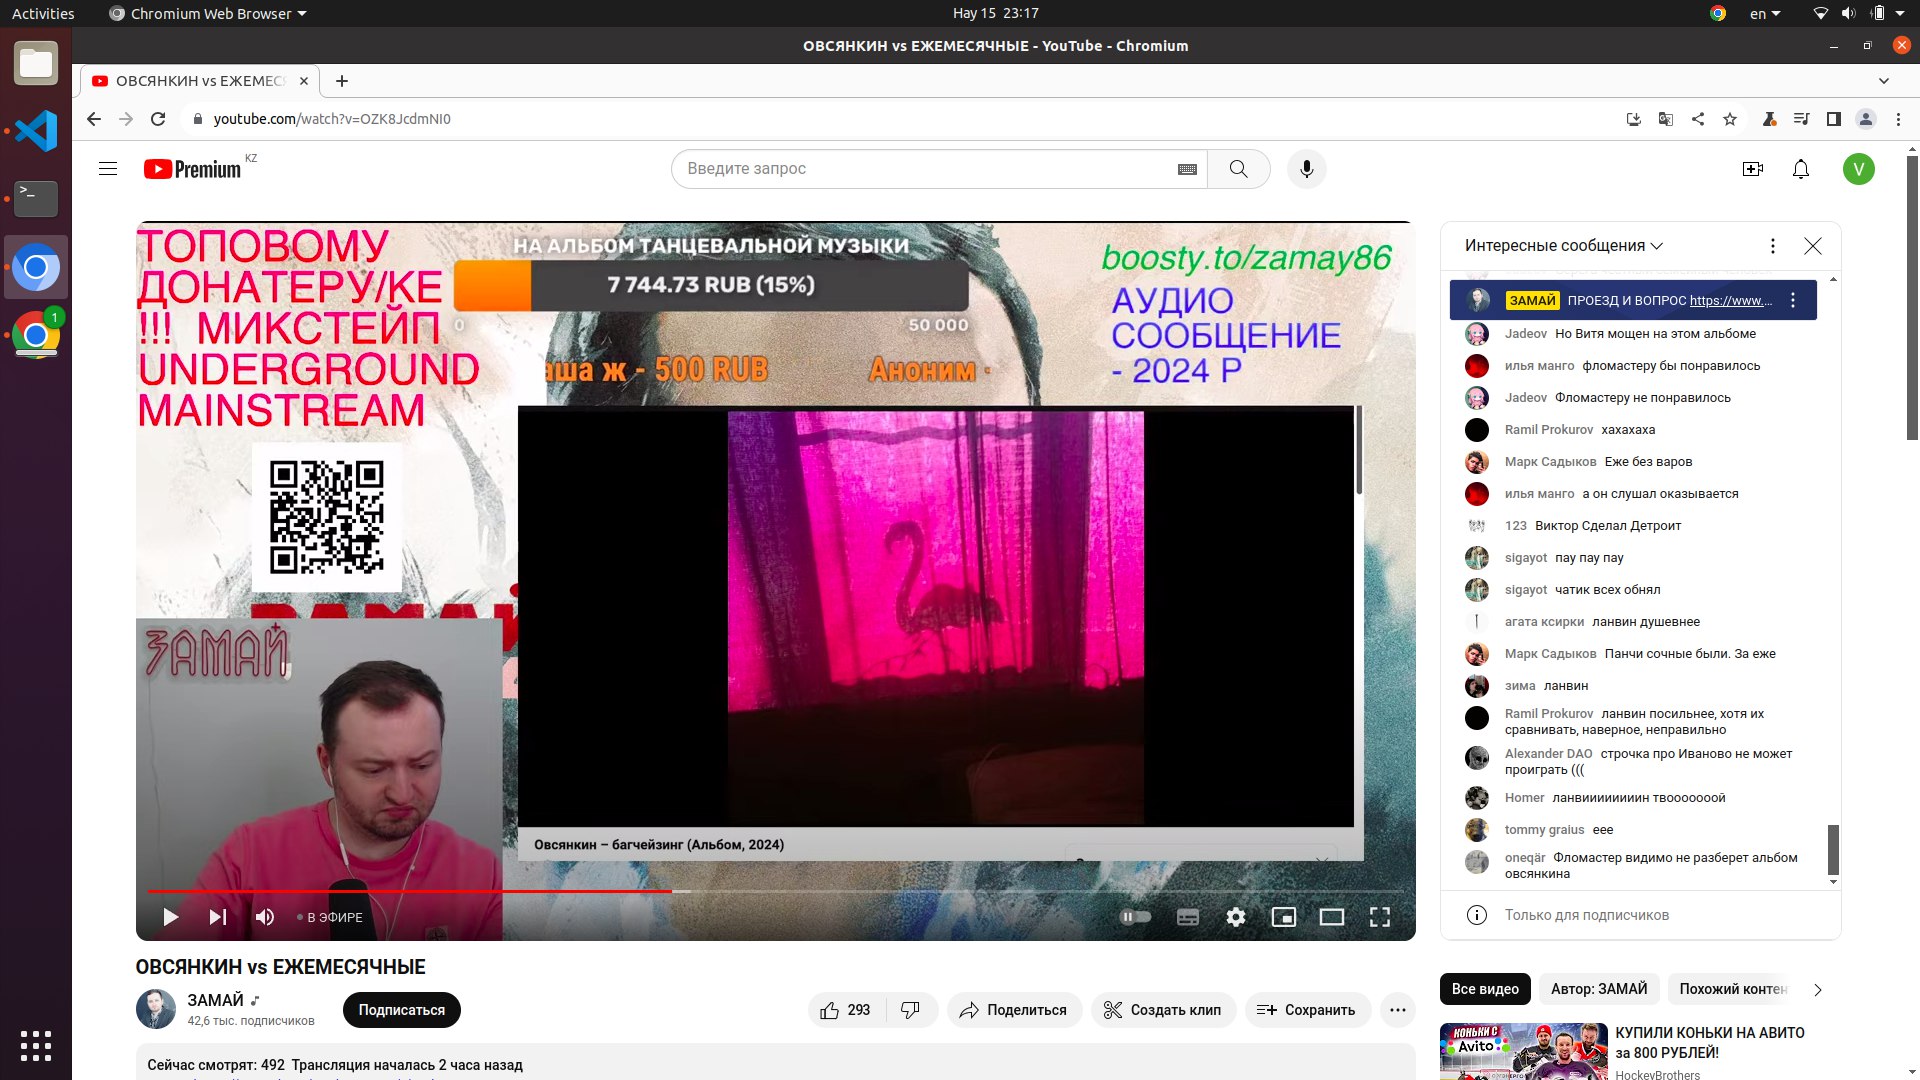 Activities
Chromium Web Browser
Нау 15 23:17
en
ОВСЯНКИН vs ЕЖЕМЕСЯЧНЫЕ - YouTube - Chromium
ОВСЯНКИН vs ЕЖЕМЕС
youtube.com/watch?v=OZK8JcdmNI0
Premium
KZ
Введите запрос
V
ТОПОВОМУ
ДОНАТЕРУ/КЕ
!!! МИКСТЕЙП
UNDERGROUND
MAINSTREAM
НА АЛЬБОМ ТАНЦЕВАЛЬНОЙ МУЗЫКИ
7 744.73 RUB (15%)
0
50 000
аша ж - 500 RUB
Аноним
boosty.to/zamay86
АУДИО
СООБЩЕНИЕ
- 2024 Р
ЗАМАЙ
Овсянкин – багчейзинг (Альбом, 2024)
В ЭФИРЕ
Интересные сообщения
ЗАМАЙ ПРОЕЗД И ВОПРОС https://www....
Jadeov Но Витя мощен на этом альбоме
илья манго фломастеру бы понравилось
Jadeov Фломастеру не понравилось
Ramil Prokurov хахахаха
Марк Садыков Еже без варов
илья манго а он слушал оказывается
123 Виктор Сделал Детроит
sigayot пау пау пау
sigayot чатик всех обнял
агата ксирки ланвин душевнее
Марк Садыков Панчи сочные были. За еже
зима ланвин
Ramil Prokurov ланвин посильнее, хотя их
сравнивать, наверное, неправильно
Alexander DAO строчка про Иваново не может
проиграть (((
Homer ланвиииииииин твооооооой
tommy graius еее
oneqär Фломастер видимо не разберет альбом
овсянкина
Только для подписчиков
ОВСЯНКИН vs ЕЖЕМЕСЯЧНЫЕ
ЗАМАЙ
42,6 тыс. подписчиков
Подписаться
293
Поделиться
Создать клип
Сохранить
Сейчас смотрят: 492 Трансляция началась 2 часа назад
Все видео
Автор: ЗАМАЙ
Похожий контен
КОНЬКИ С
Avito
КУПИЛИ КОНЬКИ НА АВИТО
за 800 РУБЛЕЙ!
HockeyBrothers
1